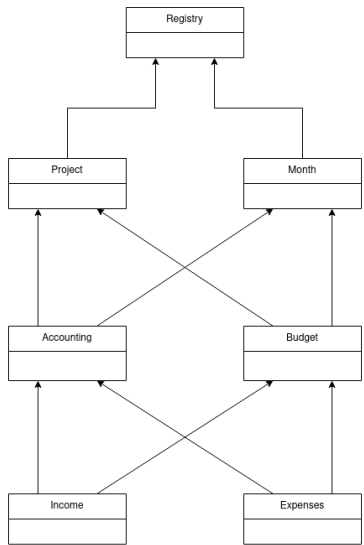 Registry
Project
Month
Accounting
Budget
Income
Expenses